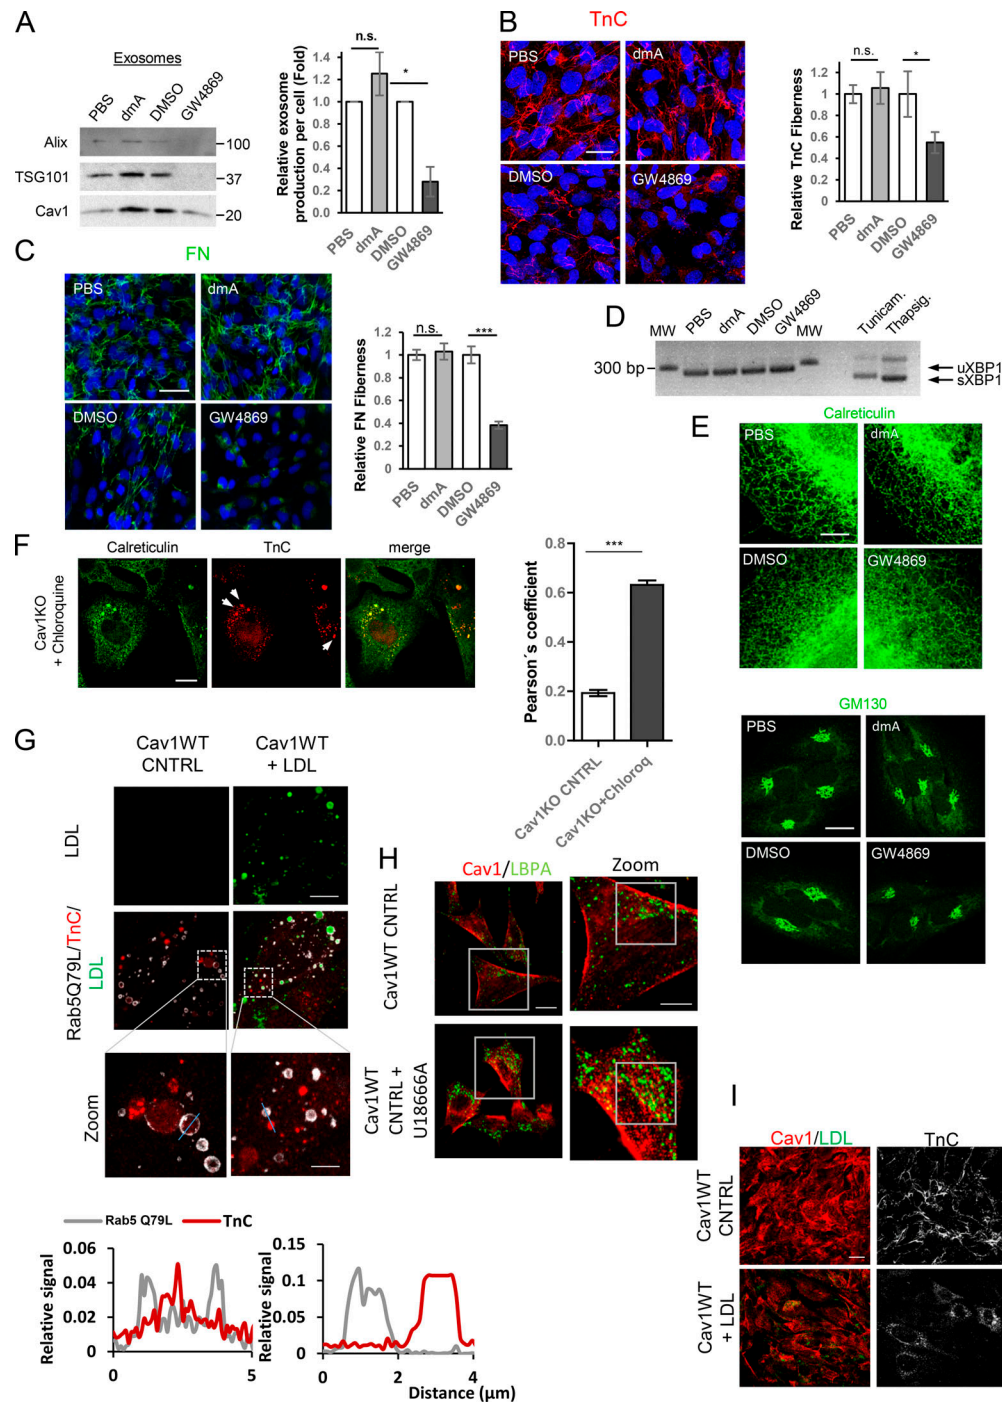 A
Exosomes
PBS
dmA
DMSO
GW4869
Alix
100
TSG101
37
Cav1
20
Relative exosome
production per cell (Fold)
1.4
1.2
1.0
0.8
0.6
0.4
0.2
0.0
n.s.
*
PBS
dmA
DMSO
GW4869
B
TnC
PBS
dmA
DMSO
GW4869
Relative TnC Fiberness
1.2
1
0.8
0.6
0.4
0.2
0
n.s.
*
PBS
dmA
DMSO
GW4869
C
FN
PBS
dmA
DMSO
GW4869
Relative FN Fiberness
1.2
1
0.8
0.6
0.4
0.2
0
n.s.
***
PBS
dmA
DMSO
GW4869
D
MW
PBS
dmA
DMSO
GW4869
MW
Tunicam.
Thapsig.
300 bp
uXBP1
sXBP1
E
Calreticulin
PBS
dmA
DMSO
GW4869
GM130
PBS
dmA
DMSO
GW4869
F
Calreticulin
TnC
merge
Cav1KO
+ Chloroquine
Pearson´s coefficient
0.8
0.6
0.4
0.2
0.0
***
Cav1KO CNTRL
Cav1KO+Chloroq
G
Cav1WT
CNTRL
Cav1WT
+ LDL
LDL
Rab5Q79L/TnC/
LDL
Zoom
Rab5 Q79L
TnC
Relative signal
0.06
0.04
0.02
0
0
5
Relative signal
0.15
0.10
0.05
0
0
2
4
Distance (μm)
H
Cav1/LBPA
Zoom
Cav1WT CNTRL
Cav1WT
CNTRL +
U18666A
I
Cav1/LDL
TnC
Cav1WT
CNTRL
Cav1WT
+ LDL